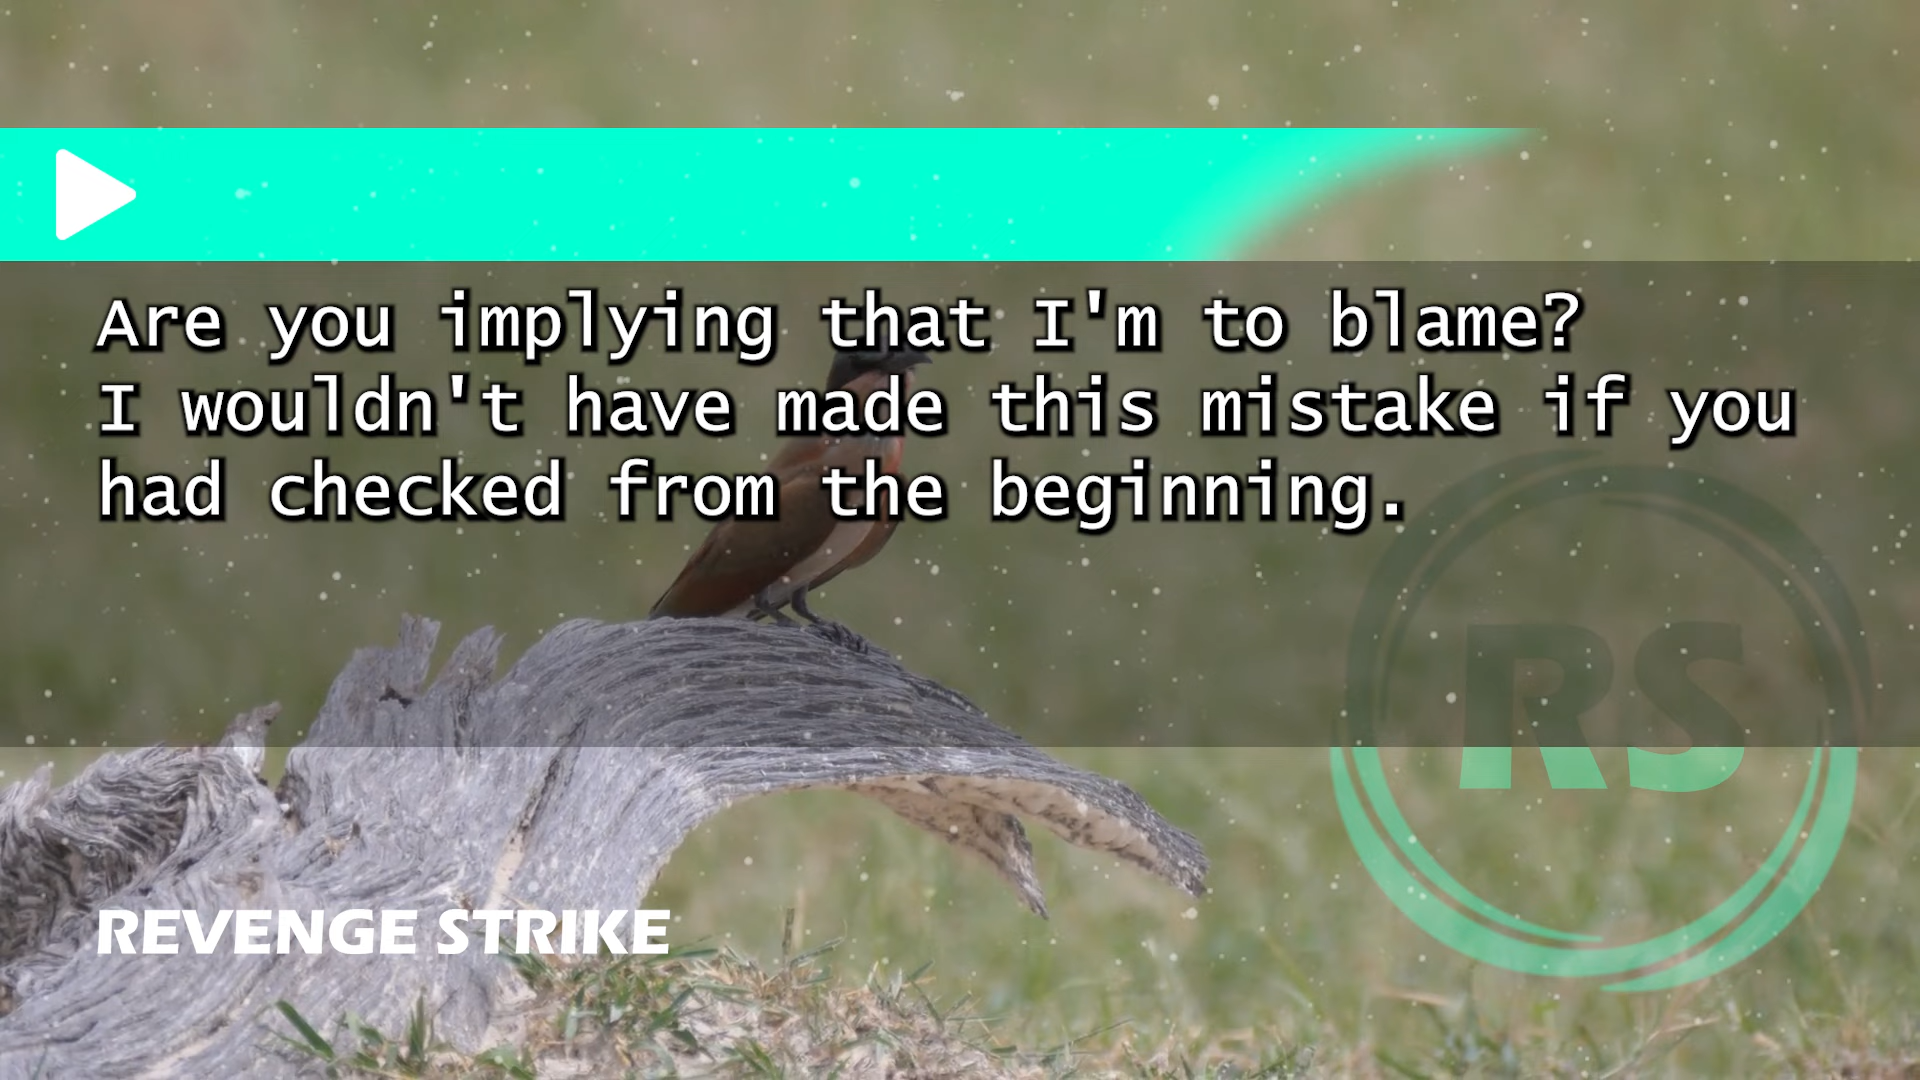 Are you implying that I'm to blame?
I wouldn't have made this mistake if you
had checked from the beginning.
RS
REVENGE STRIKE